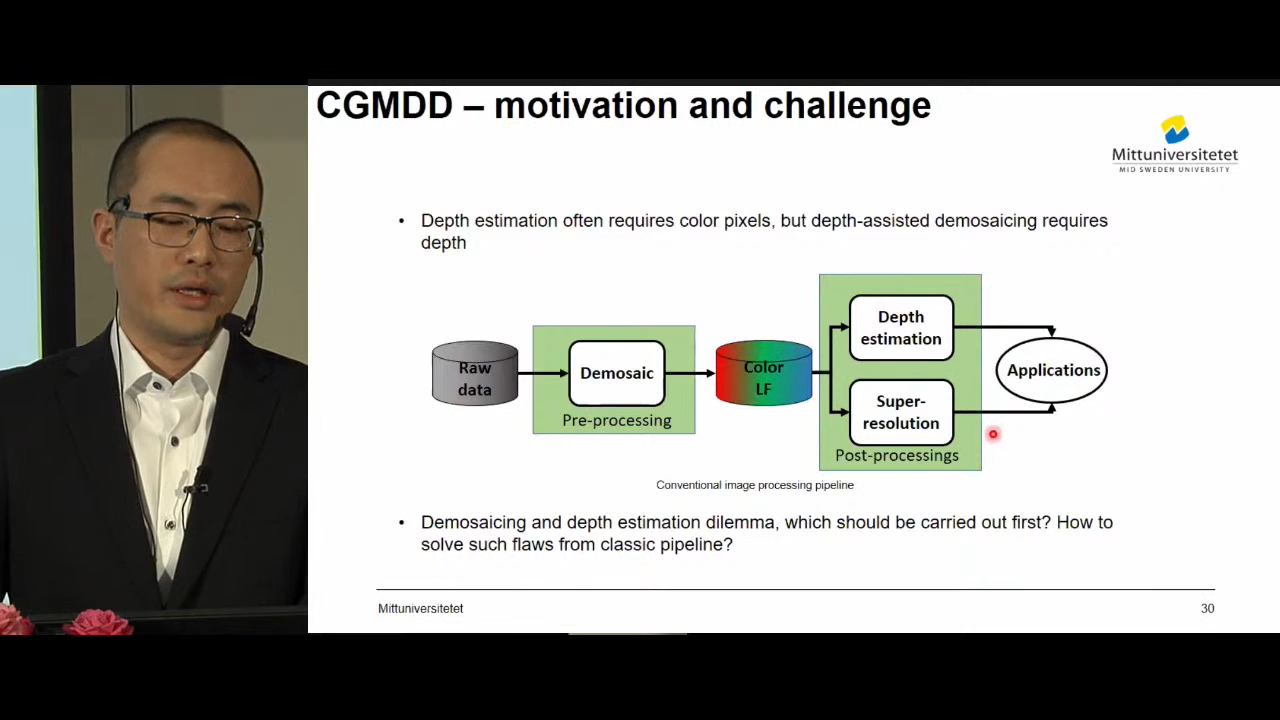 CGMDD – motivation and challenge
Mittuniversitetet
MID SWEDEN UNIVERSITY
• Depth estimation often requires color pixels, but depth-assisted demosaicing requires
depth
Raw
data
Demosaic
Pre-processing
Color
LF
Depth
estimation
Super-
resolution
Post-processings
Applications
Conventional image processing pipeline
• Demosaicing and depth estimation dilemma, which should be carried out first? How to
solve such flaws from classic pipeline?
Mittuniversitetet
30